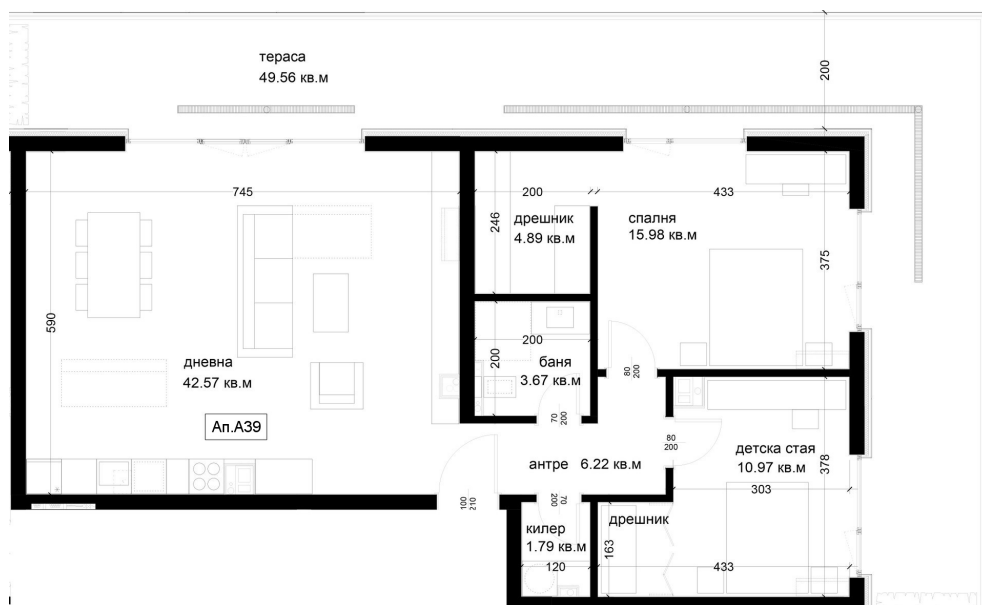 тераса
49.56 кв.м
200
745
200
433
дрешник
4.89 кв.м
246
спалня
15.98 кв.м
375
590
200
200
баня
3.67 кв.м
дневна
42.57 кв.м
80
200
70
200
Ап.А39
80
200
детска стая
10.97 кв.м
378
303
антре 6.22 кв.м
100
210
70
200
килер
1.79 кв.м
120
дрешник
163
433